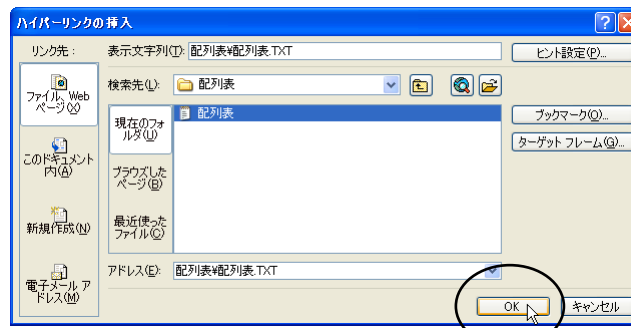 ハイパーリンクの挿入
リンク先：
表示文字列(T): 配列表¥配列表.TXT
ヒント設定(P)...
検索先(L):
配列表
ファイル、Web
ページ(X)
現在のフォ
ルダ(U)
配列表
ブックマーク(O)...
ターゲット フレーム(G)...
このドキュメント
内(A)
ブラウズした
ページ(B)
新規作成(N)
最近使った
ファイル(C)
電子メール ア
ドレス(M)
アドレス(E): 配列表¥配列表.TXT
OK
キャンセル